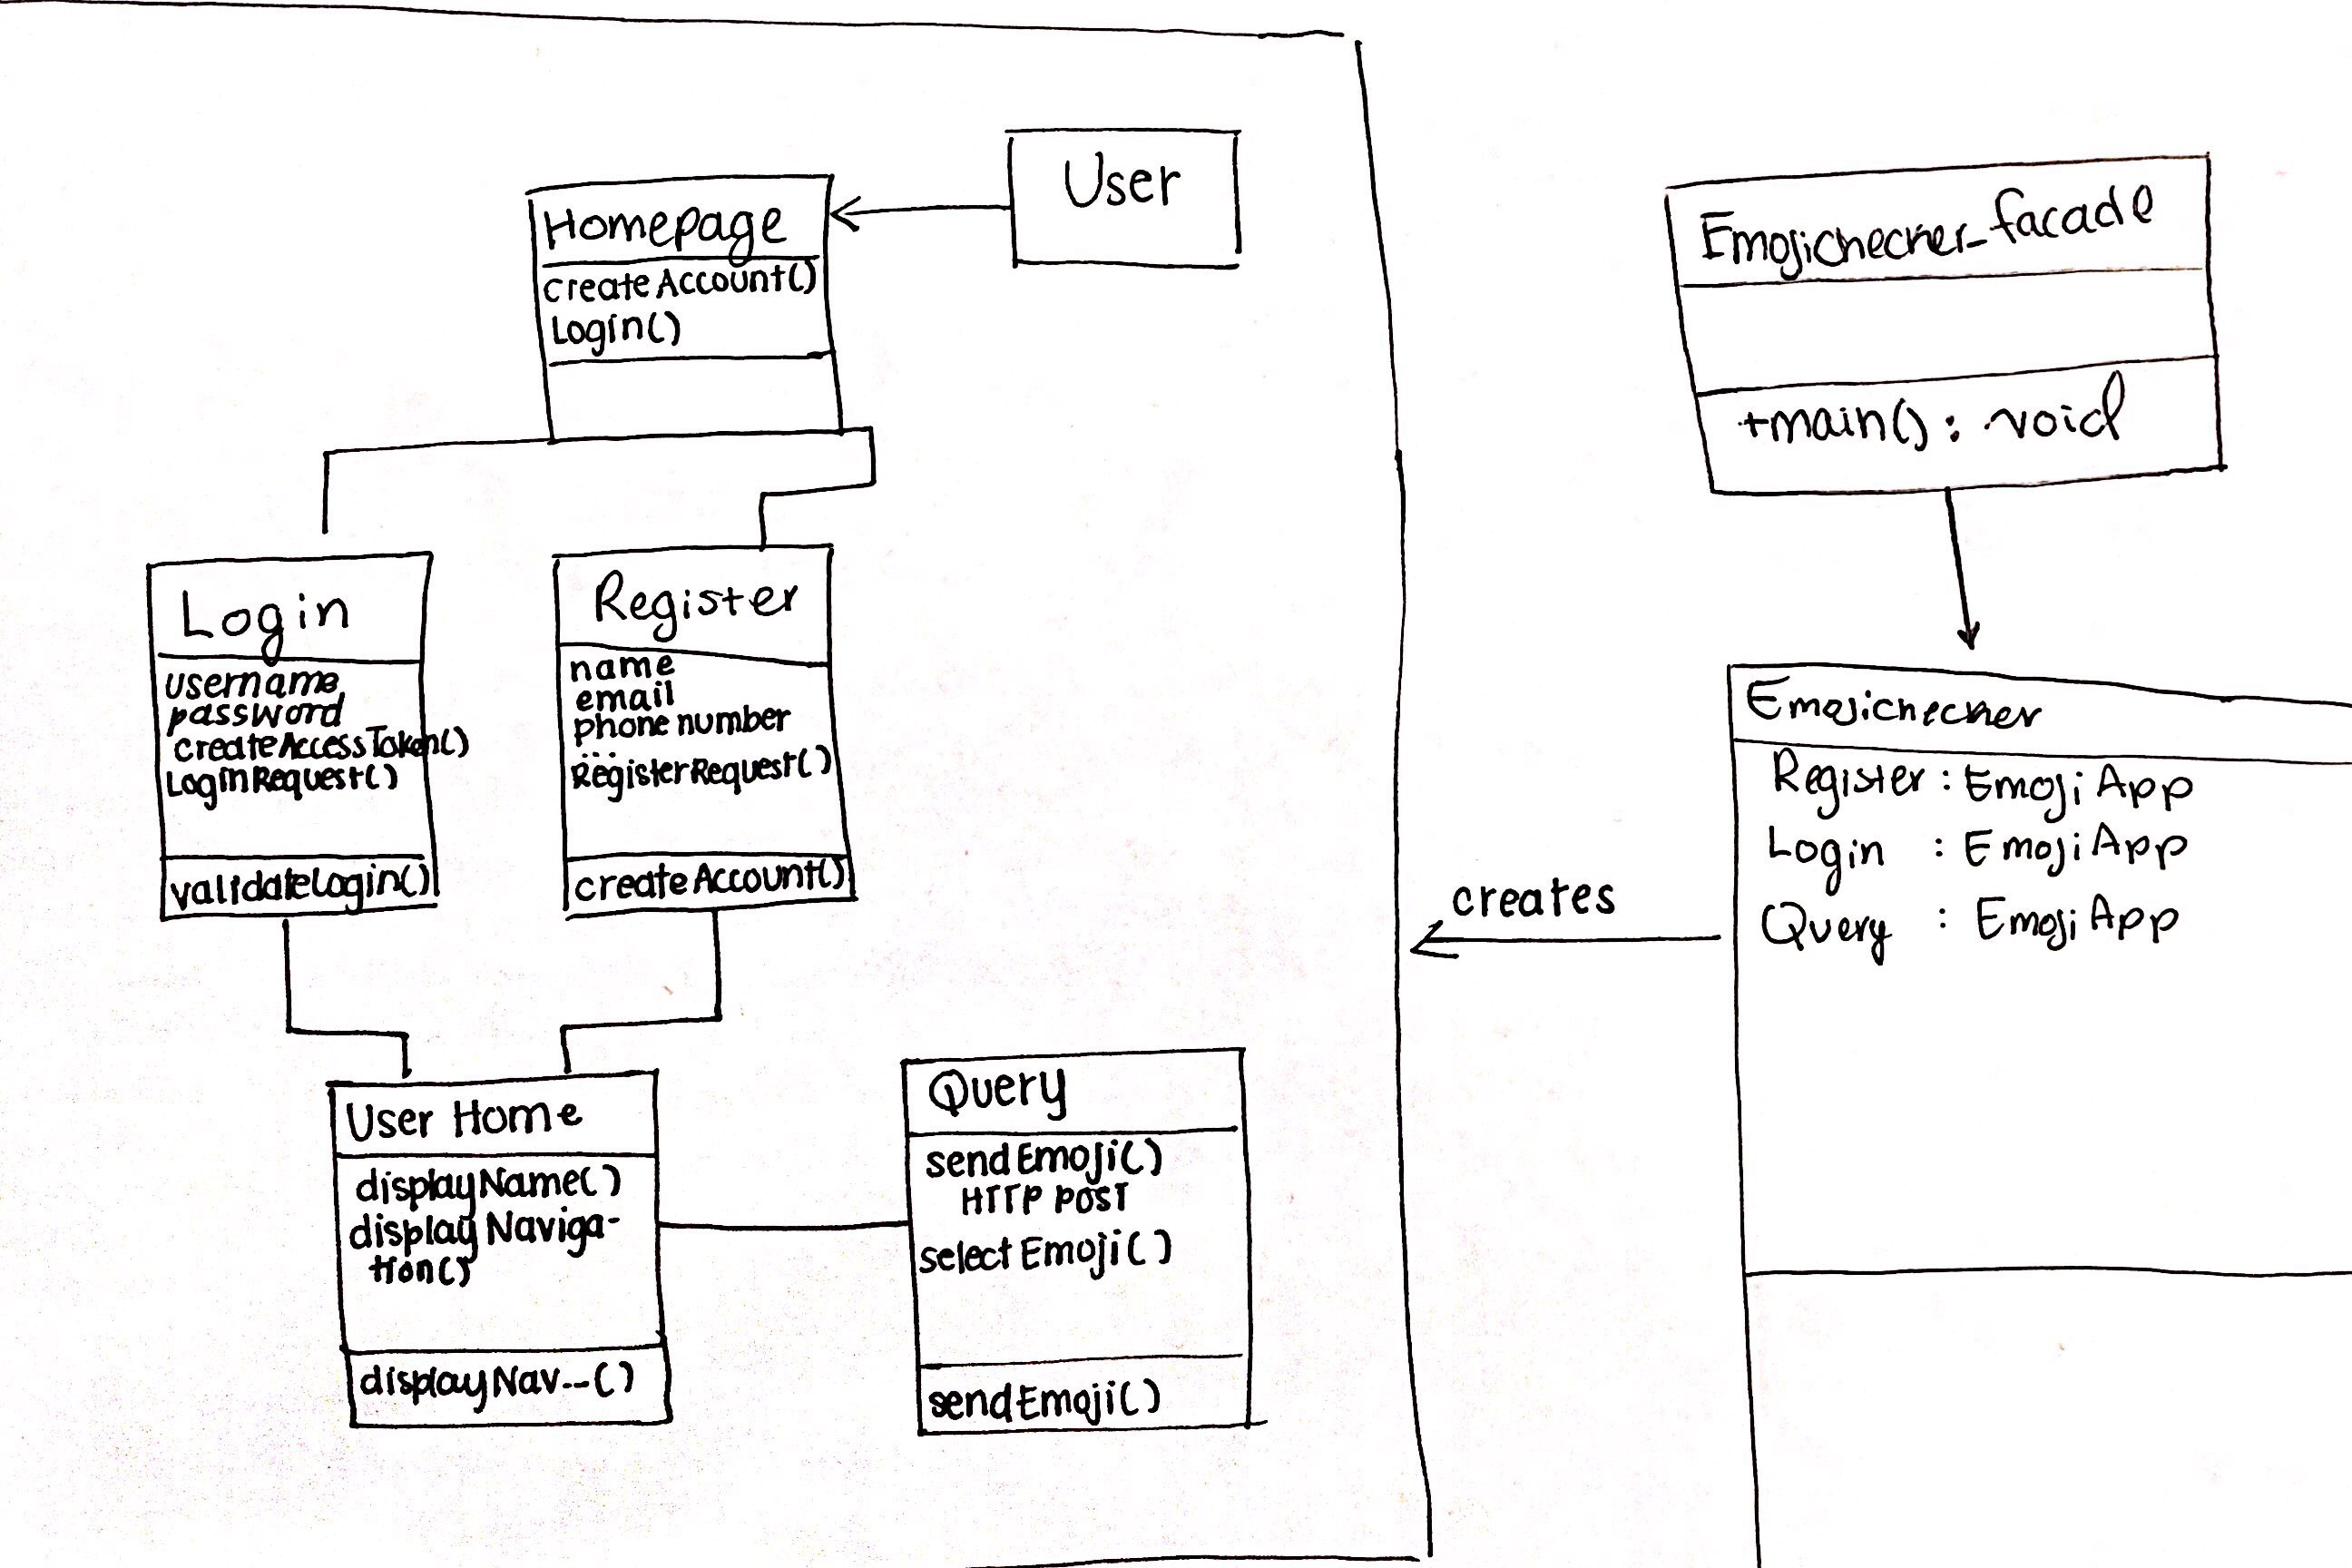 User
Homepage
createAccount()
Login()
Login
username
password
createAccessToken()
LoginRequest()
validateLogin()
Register
name
email
phone number
...
RegisterRequest()
createAccount()
User Home
displayName()
displayNaviga-
tion()
displayNav--()
Query
sendEmoji()
HTTP POST
selectEmoji()
sendEmoji()
creates
Emojichecker_facade
+main() : void
Emojichecker
Register : EmojiApp
Login : EmojiApp
Query : EmojiApp